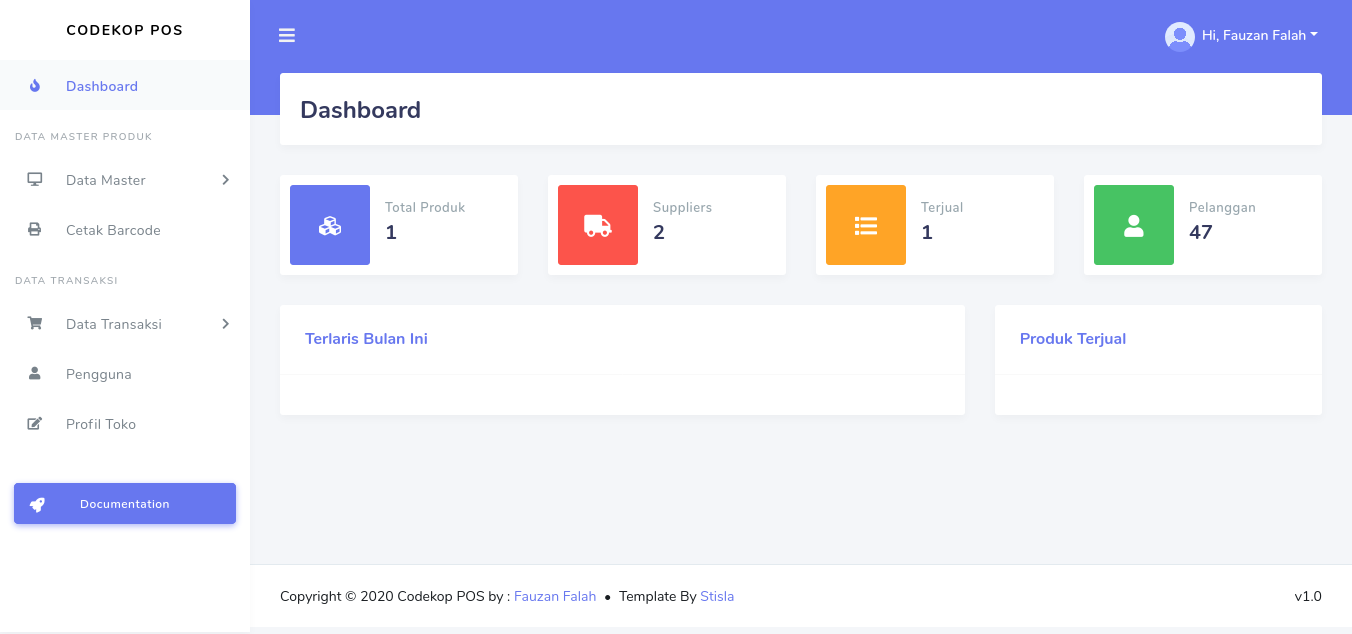 CODEKOP POS
Hi, Fauzan Falah
Dashboard
DATA MASTER PRODUK
Data Master
Cetak Barcode
DATA TRANSAKSI
Data Transaksi
Pengguna
Profil Toko
Documentation
Dashboard
Total Produk
1
Suppliers
2
Terjual
1
Pelanggan
47
Terlaris Bulan Ini
Produk Terjual
Copyright © 2020 Codekop POS by : Fauzan Falah • Template By Stisla
v1.0